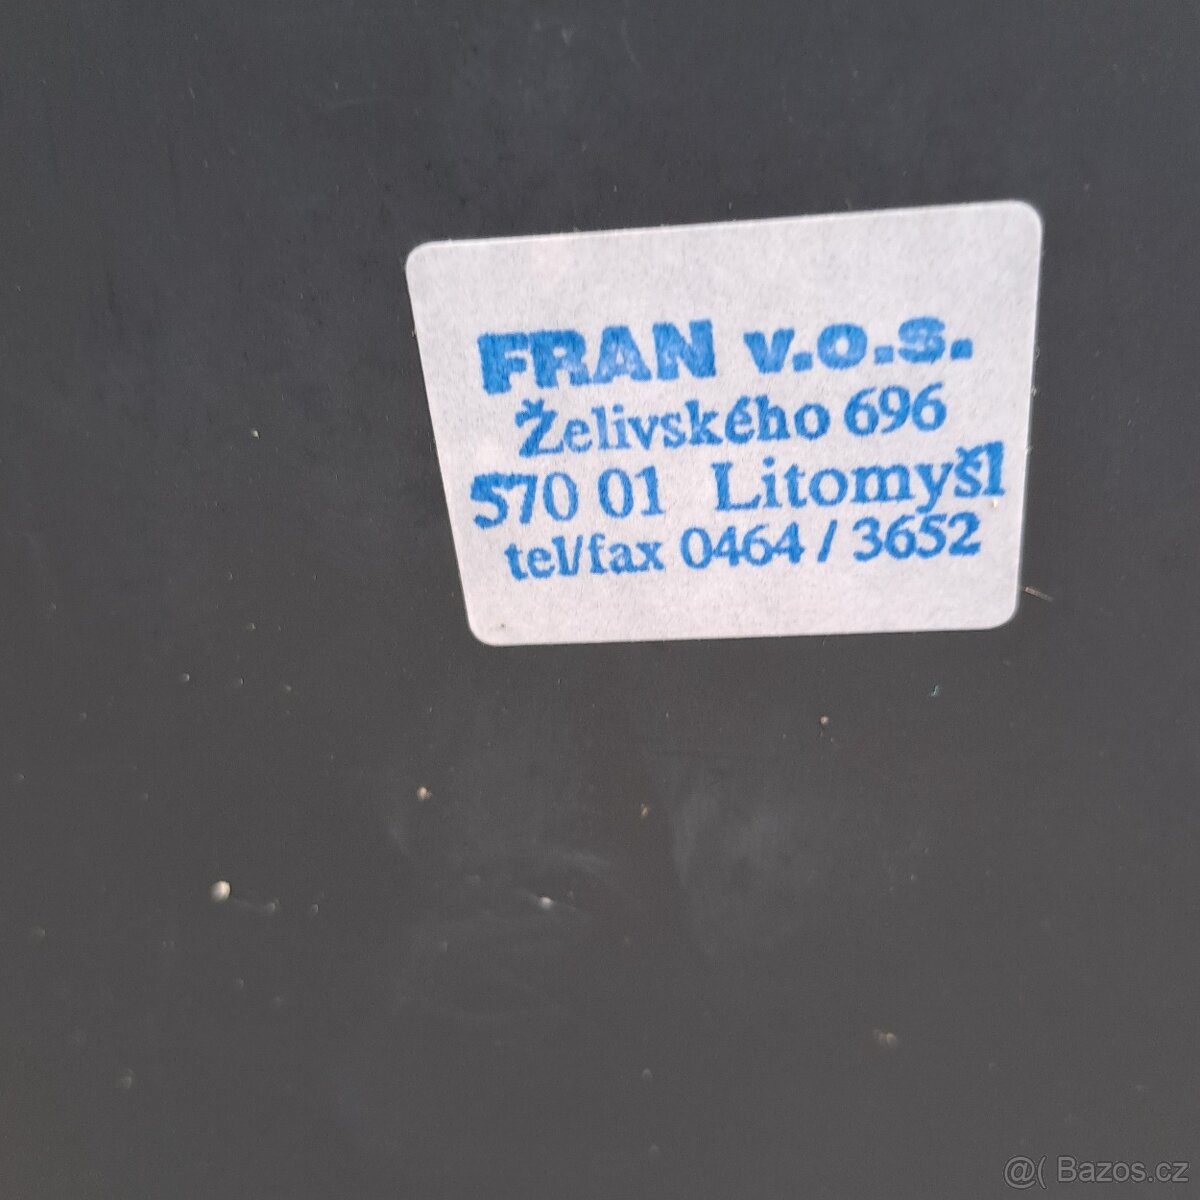 FRAN v.o.s.
Želivského 696
570 01 Litomyšl
tel/fax 0464 / 3652
@( Bazos.cz